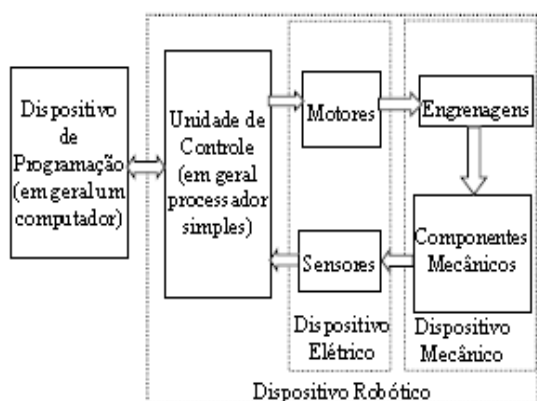 Dispositivo
de
Programação
(em geral um
computador)
Unidade de
Controle
(em geral
processador
simples)
Motores
Engrenagens
Sensores
Componentes
Mecânicos
Dispositivo
Elétrico
Dispositivo
Mecânico
Dispositivo Robótico